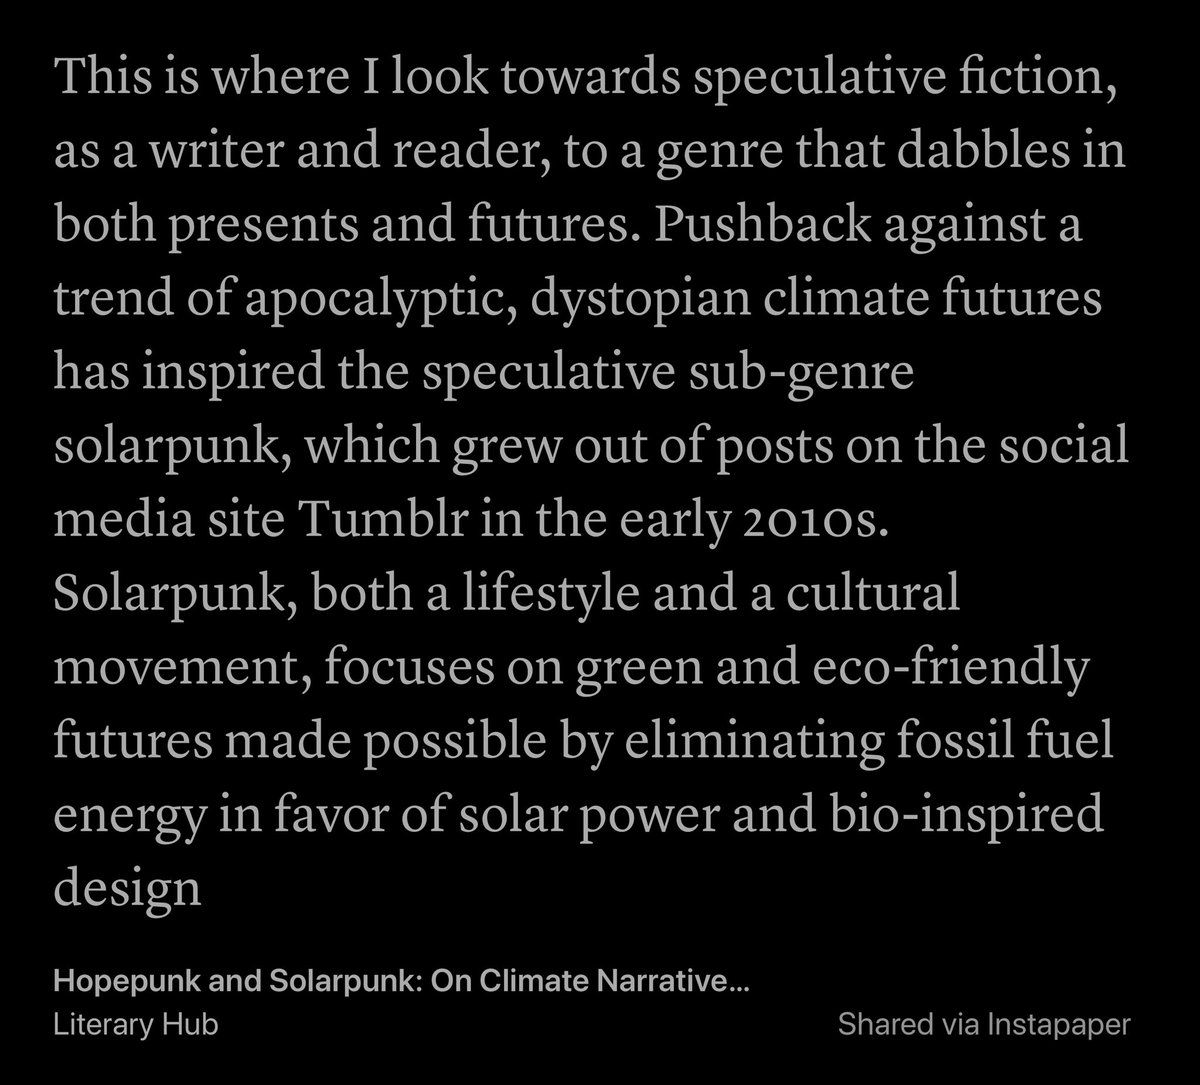 This is where I look towards speculative fiction,
as a writer and reader, to a genre that dabbles in
both presents and futures. Pushback against a
trend of apocalyptic, dystopian climate futures
has inspired the speculative sub-genre
solarpunk, which grew out of posts on the social
media site Tumblr in the early 2010s.
Solarpunk, both a lifestyle and a cultural
movement, focuses on green and eco-friendly
futures made possible by eliminating fossil fuel
energy in favor of solar power and bio-inspired
design
Hopepunk and Solarpunk: On Climate Narrative...
Literary Hub
Shared via Instapaper